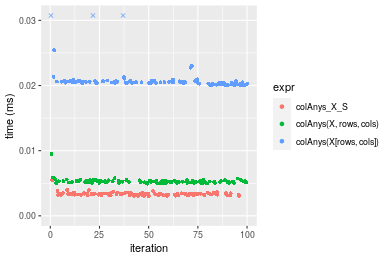 0.03
0.02
0.01
0.00
time (ms)
0
25
50
75
100
iteration
expr
colAnys_X_S
colAnys(X, rows, cols)
colAnys(X[rows, cols])